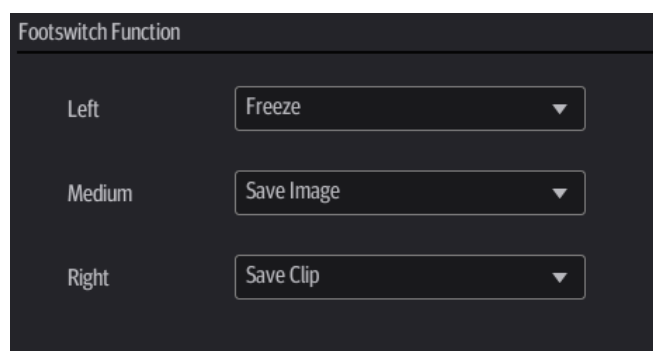 Footswitch Function
Left Freeze
Medium Save Image
Right Save Clip